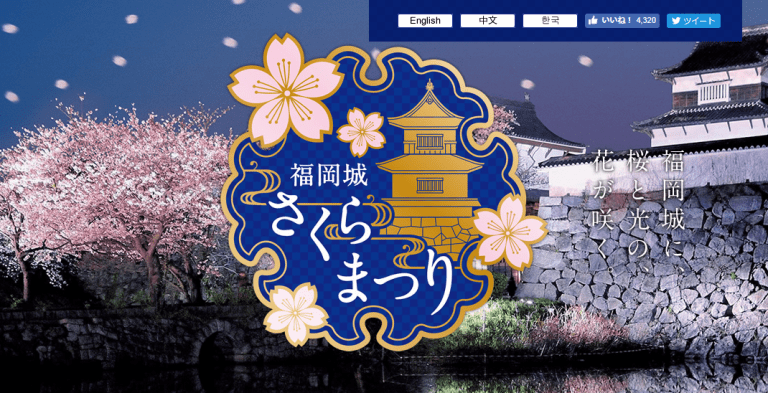 English
中文
한국
いいね! 4,320
ツイート
福岡城
さくら
まつり
福岡城に、
桜と光の
花が咲く。